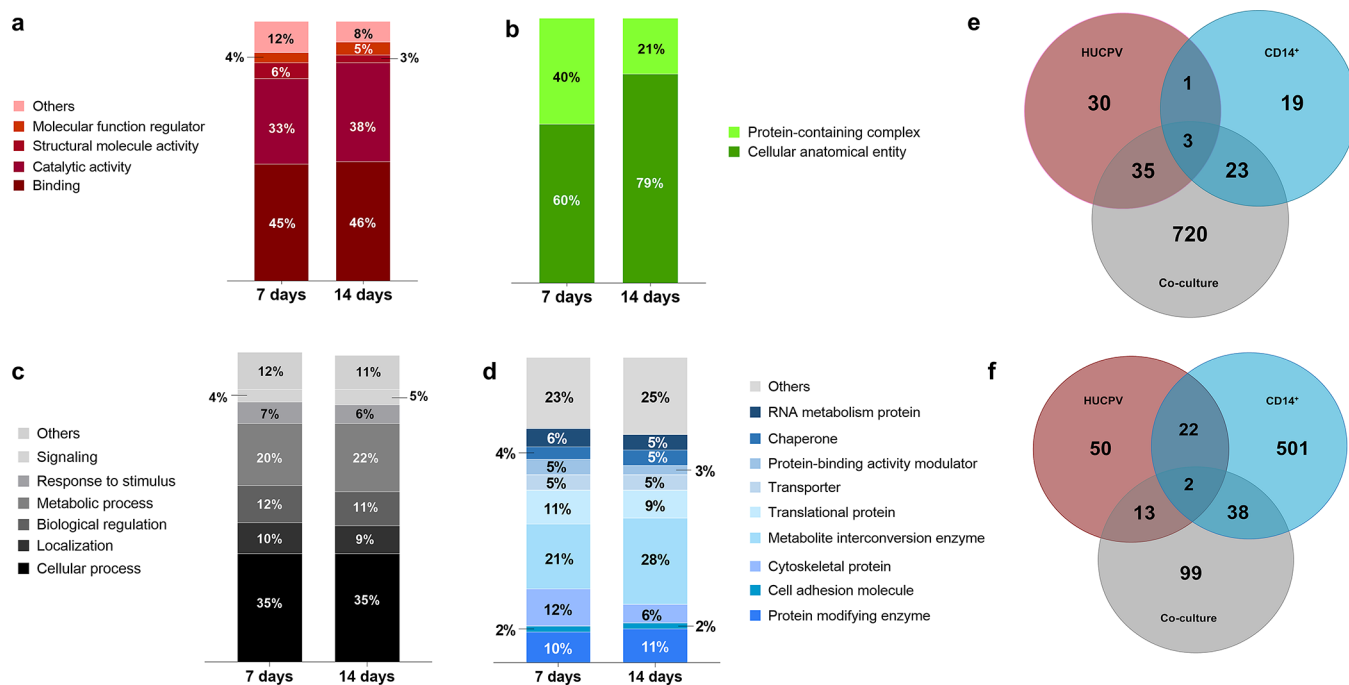 a
12%
4%
6%
33%
45%
8%
5%
3%
38%
46%
Others
Molecular function regulator
Structural molecule activity
Catalytic activity
Binding
7 days
14 days
b
40%
60%
21%
79%
Protein-containing complex
Cellular anatomical entity
7 days
14 days
c
12%
4%
7%
20%
12%
10%
35%
11%
5%
6%
22%
11%
9%
35%
Others
Signaling
Response to stimulus
Metabolic process
Biological regulation
Localization
Cellular process
7 days
14 days
d
23%
6%
4%
5%
5%
11%
21%
12%
2%
10%
25%
5%
5%
3%
5%
9%
28%
6%
2%
11%
Others
RNA metabolism protein
Chaperone
Protein-binding activity modulator
Transporter
Translational protein
Metabolite interconversion enzyme
Cytoskeletal protein
Cell adhesion molecule
Protein modifying enzyme
7 days
14 days
e
HUCPV
CD14⁺
30
1
19
3
35
23
720
Co-culture
f
HUCPV
CD14⁺
50
22
501
2
13
38
99
Co-culture